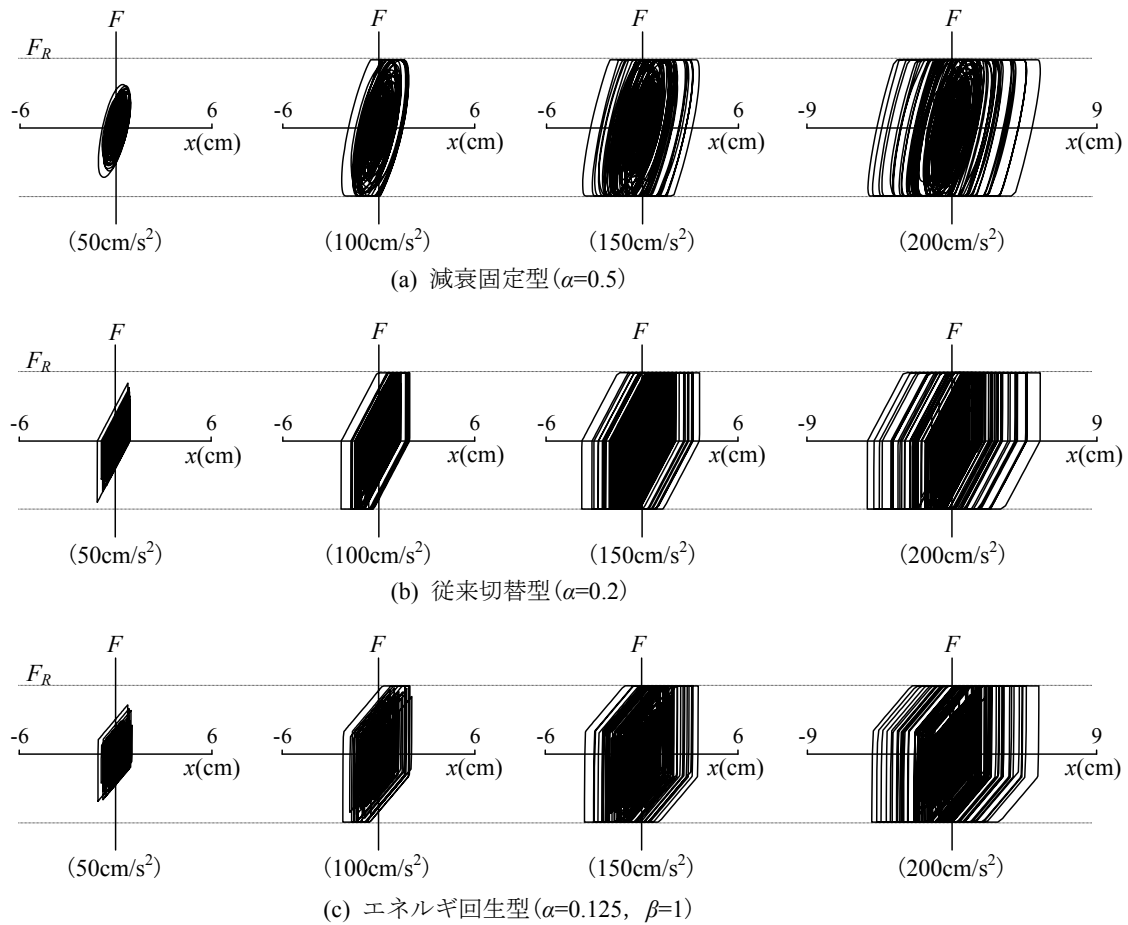 F F F F
F_R
-6 6 -6 6 -6 6 -9 9
x(cm) x(cm) x(cm) x(cm)
(50cm/s²) (100cm/s²) (150cm/s²) (200cm/s²)
(a) 減衰固定型(α=0.5)
F F F F
F_R
-6 6 -6 6 -6 6 -9 9
x(cm) x(cm) x(cm) x(cm)
(50cm/s²) (100cm/s²) (150cm/s²) (200cm/s²)
(b) 従来切替型(α=0.2)
F F F F
F_R
-6 6 -6 6 -6 6 -9 9
x(cm) x(cm) x(cm) x(cm)
(50cm/s²) (100cm/s²) (150cm/s²) (200cm/s²)
(c) エネルギ回生型(α=0.125, β=1)